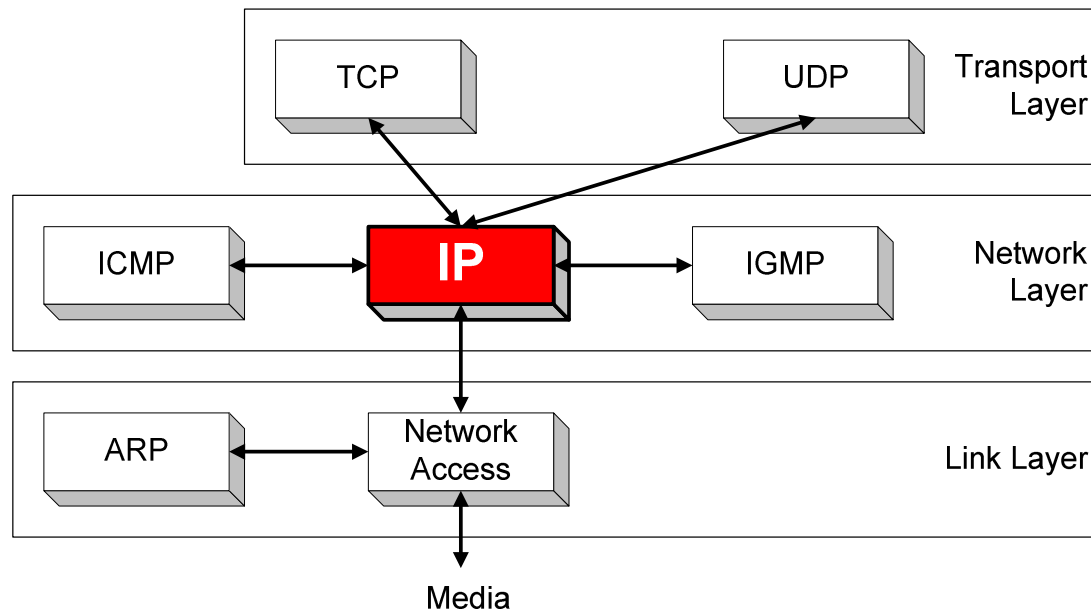 TCP
UDP
Transport
Layer
ICMP
IP
IGMP
Network
Layer
ARP
Network
Access
Link Layer
Media